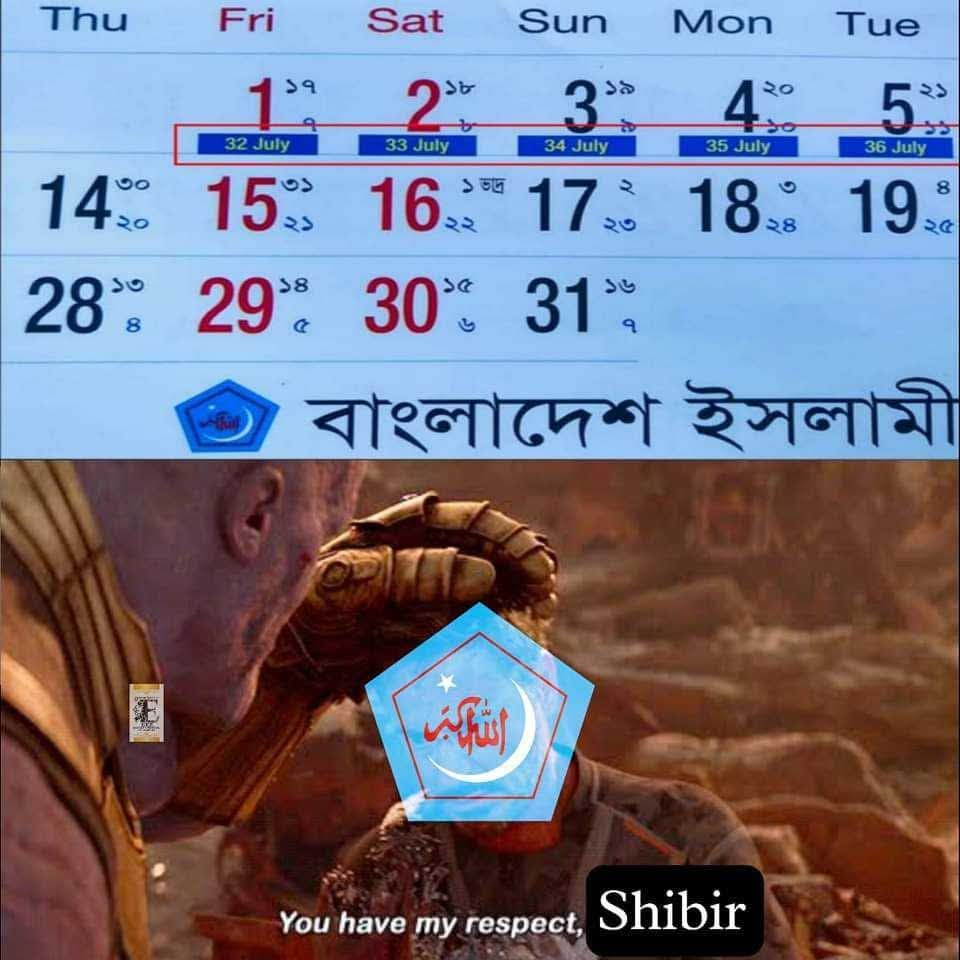 Thu Fri Sat Sun Mon Tue
1 ১৭ 2 ১৮ 3 ১৯ 4 ২০ 5 ২১
৭ ৮ ৯ ১০ ১১
32 July 33 July 34 July 35 July 36 July
14 ৩০ 15 ৩১ 16 ১ ভাদ্র 17 ২ 18 ৩ 19 ৪
২০ ২১ ২২ ২৩ ২৪ ২৫
28 ১৩ 29 ১৪ 30 ১৫ 31 ১৬
৪ ৫ ৬ ৭
বাংলাদেশ ইসলামী
الله اكبر
You have my respect, Shibir